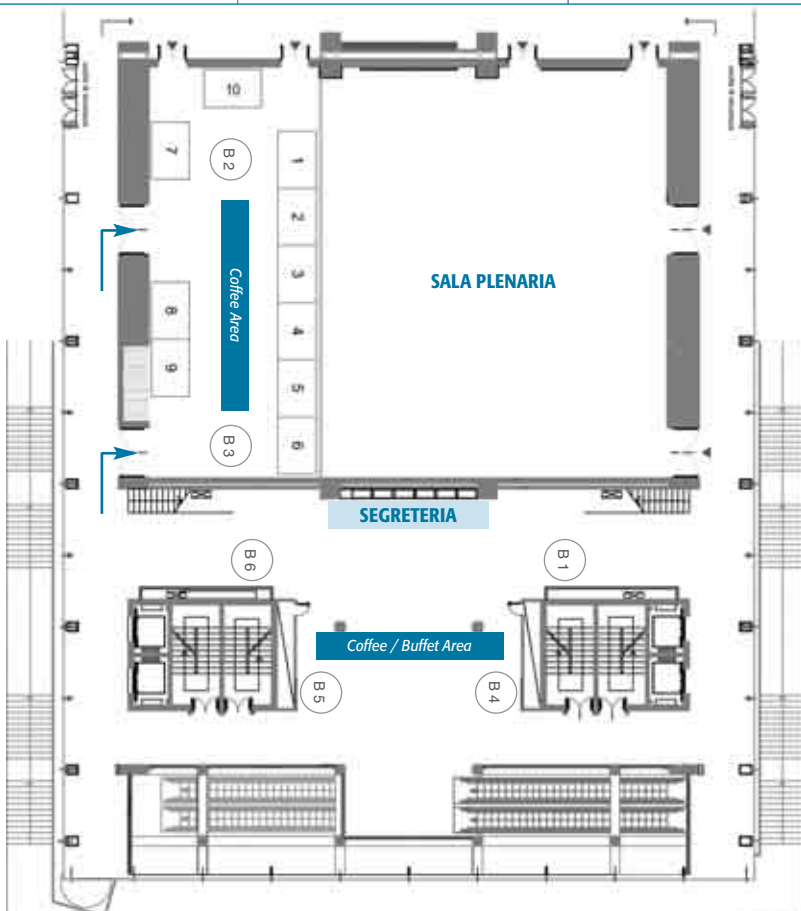 10
7
B 2
1
2
3
4
5
6
Coffee Area
SALA PLENARIA
8
9
B 3
SEGRETERIA
B 6
B 1
Coffee / Buffet Area
B 5
B 4